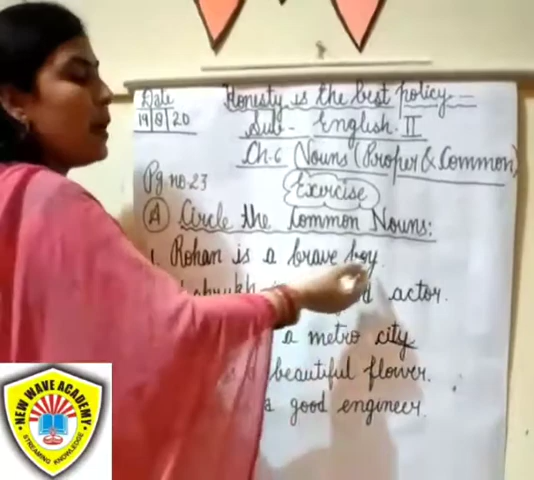 Date
19|8|20
Honesty is the best policy
Sub- English. II
Ch-6 Nouns (Proper & Common)
Pg no-23
Exercise
A Circle the Common Nouns:
1. Rohan is a brave boy.
actor.
a metro city
beautiful flower.
a good engineer.
NEW WAVE ACADEMY
STREAMING KNOWLEDGE